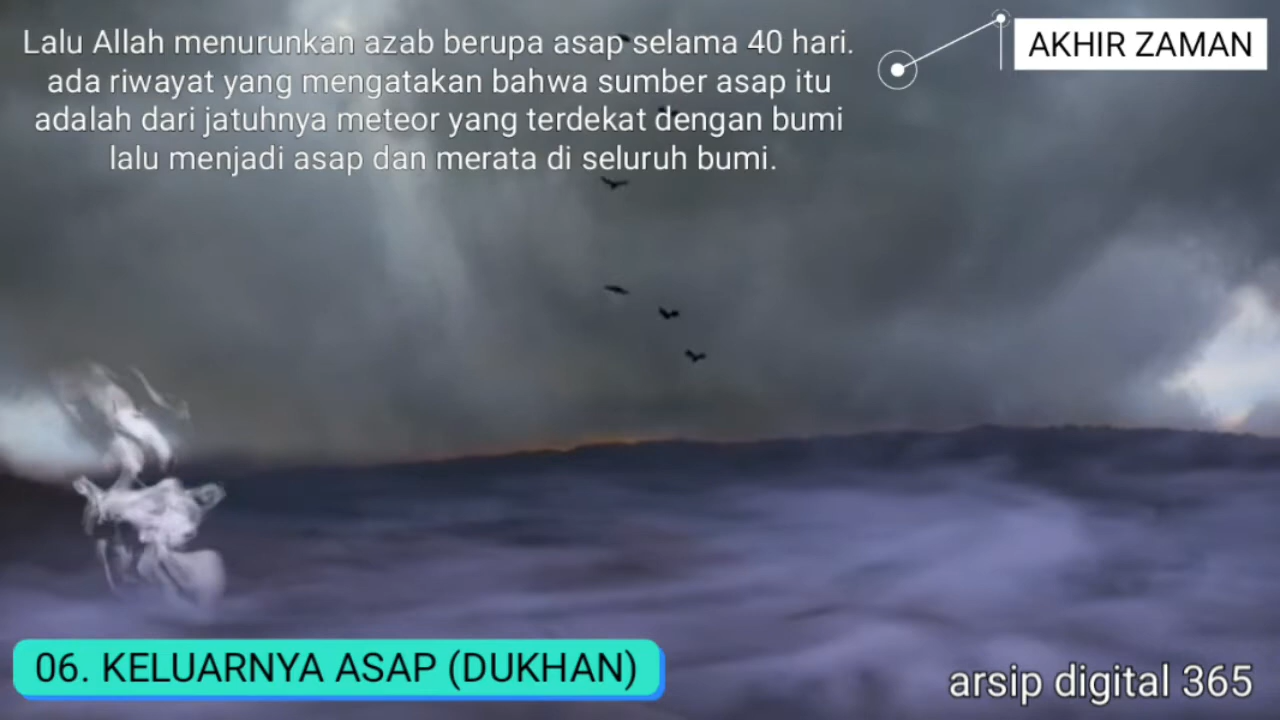 Lalu Allah menurunkan azab berupa asap selama 40 hari.
ada riwayat yang mengatakan bahwa sumber asap itu
adalah dari jatuhnya meteor yang terdekat dengan bumi
lalu menjadi asap dan merata di seluruh bumi.
AKHIR ZAMAN
06. KELUARNYA ASAP (DUKHAN)
arsip digital 365